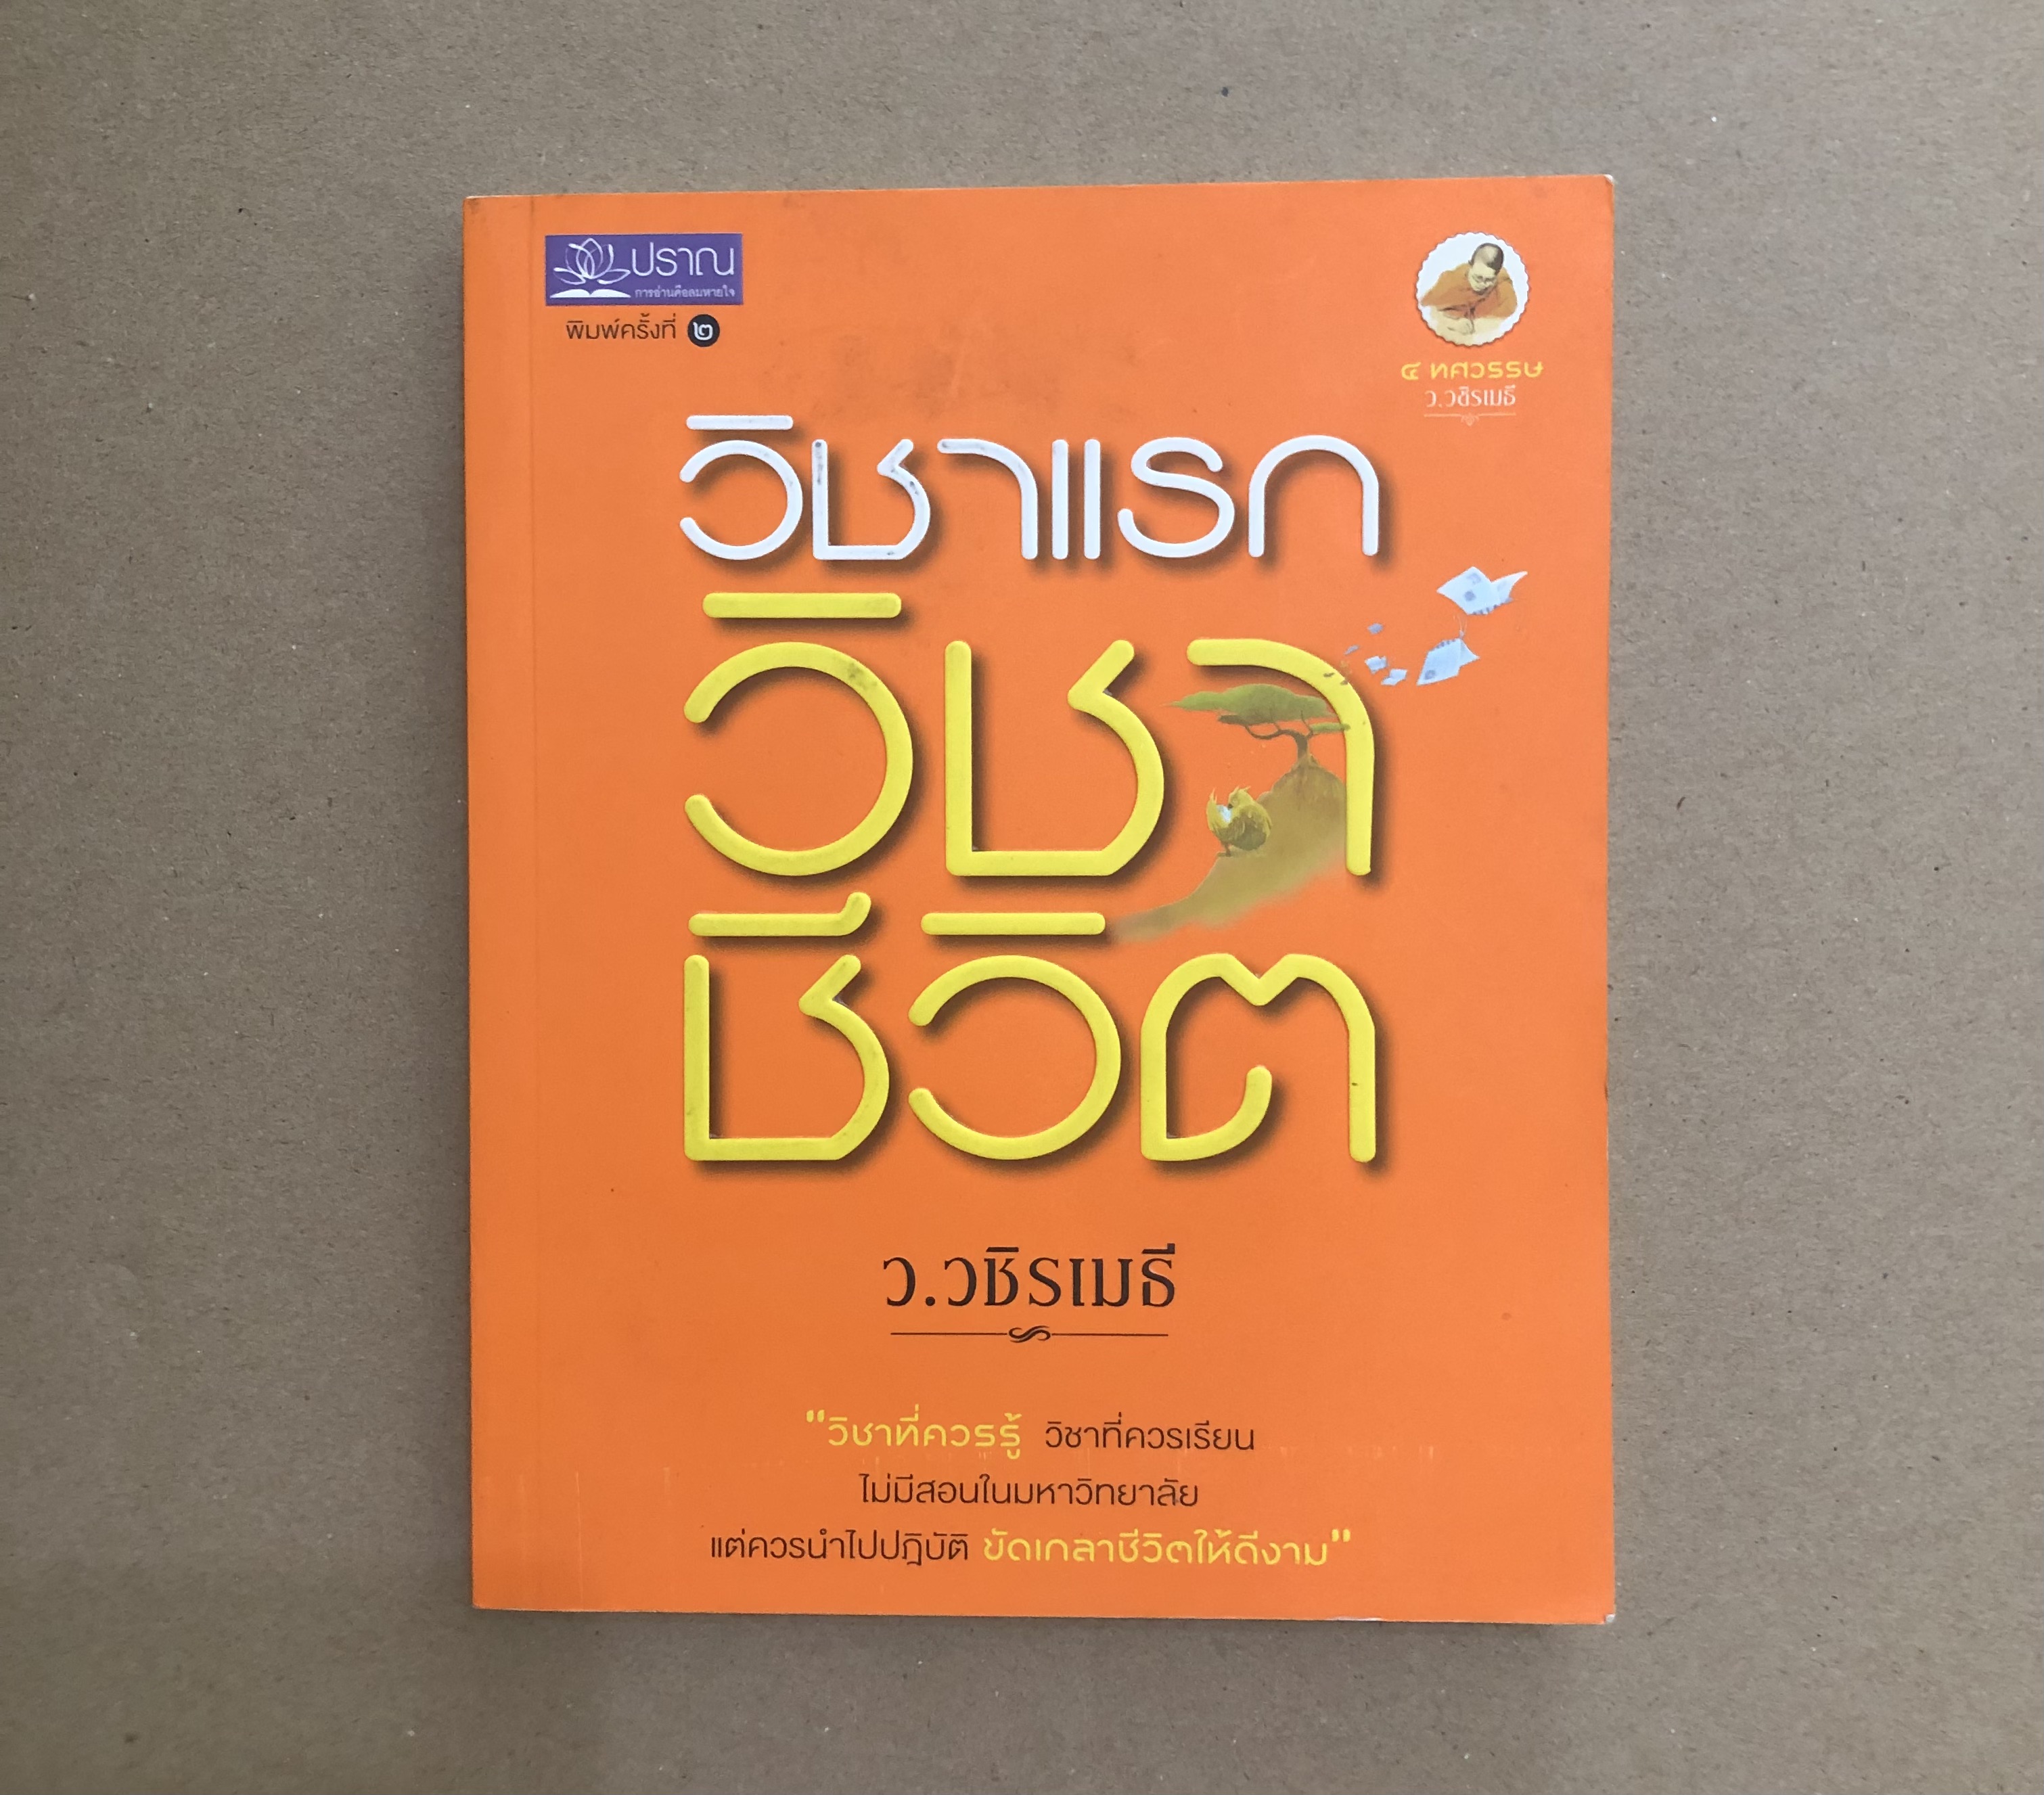 ปราณ
การอ่านคือลมหายใจ
พิมพ์ครั้งที่ ๒
๔ ทศวรรษ
ว.วชิรเมธี
วิชาแรก
วิชา
ชีวิต
ว.วชิรเมธี
"วิชาที่ควรรู้ วิชาที่ควรเรียน
ไม่มีสอนในมหาวิทยาลัย
แต่ควรนำไปปฏิบัติ ขัดเกลาชีวิตให้ดีงาม"